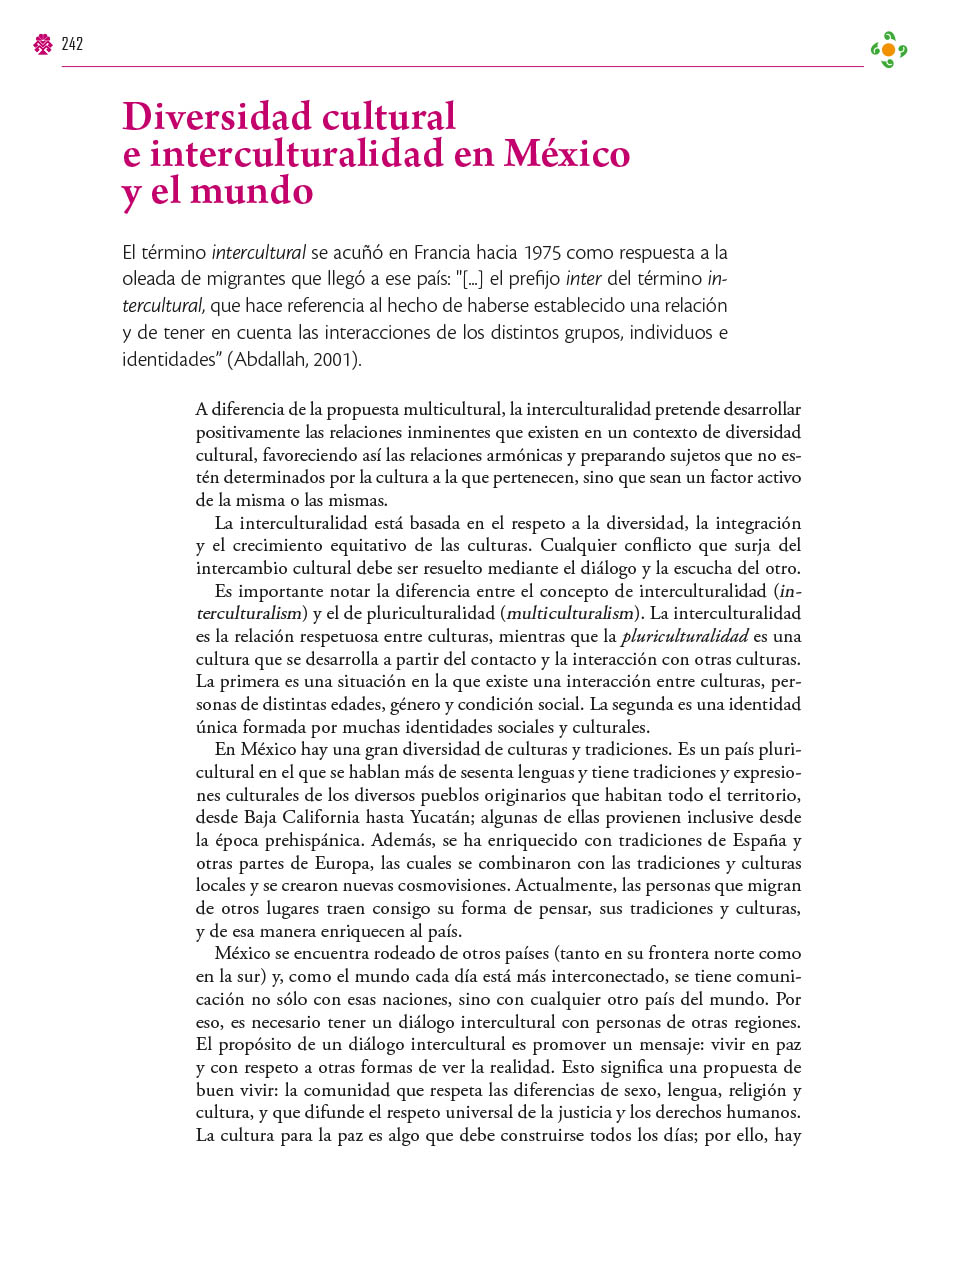 242
Diversidad cultural
e interculturalidad en México
y el mundo
El término intercultural se acuñó en Francia hacia 1975 como respuesta a la
oleada de migrantes que llegó a ese país: "[...] el prefijo inter del término in-
tercultural, que hace referencia al hecho de haberse establecido una relación
y de tener en cuenta las interacciones de los distintos grupos, individuos e
identidades” (Abdallah, 2001).
A diferencia de la propuesta multicultural, la interculturalidad pretende desarrollar
positivamente las relaciones inminentes que existen en un contexto de diversidad
cultural, favoreciendo así las relaciones armónicas y preparando sujetos que no es-
tén determinados por la cultura a la que pertenecen, sino que sean un factor activo
de la misma o las mismas.
La interculturalidad está basada en el respeto a la diversidad, la integración
y el crecimiento equitativo de las culturas. Cualquier conflicto que surja del
intercambio cultural debe ser resuelto mediante el diálogo y la escucha del otro.
Es importante notar la diferencia entre el concepto de interculturalidad (in-
terculturalism) y el de pluriculturalidad (multiculturalism). La interculturalidad
es la relación respetuosa entre culturas, mientras que la pluriculturalidad es una
cultura que se desarrolla a partir del contacto y la interacción con otras culturas.
La primera es una situación en la que existe una interacción entre culturas, per-
sonas de distintas edades, género y condición social. La segunda es una identidad
única formada por muchas identidades sociales y culturales.
En México hay una gran diversidad de culturas y tradiciones. Es un país pluri-
cultural en el que se hablan más de sesenta lenguas y tiene tradiciones y expresio-
nes culturales de los diversos pueblos originarios que habitan todo el territorio,
desde Baja California hasta Yucatán; algunas de ellas provienen inclusive desde
la época prehispánica. Además, se ha enriquecido con tradiciones de España y
otras partes de Europa, las cuales se combinaron con las tradiciones y culturas
locales y se crearon nuevas cosmovisiones. Actualmente, las personas que migran
de otros lugares traen consigo su forma de pensar, sus tradiciones y culturas,
y de esa manera enriquecen al país.
México se encuentra rodeado de otros países (tanto en su frontera norte como
en la sur) y, como el mundo cada día está más interconectado, se tiene comuni-
cación no sólo con esas naciones, sino con cualquier otro país del mundo. Por
eso, es necesario tener un diálogo intercultural con personas de otras regiones.
El propósito de un diálogo intercultural es promover un mensaje: vivir en paz
y con respeto a otras formas de ver la realidad. Esto significa una propuesta de
buen vivir: la comunidad que respeta las diferencias de sexo, lengua, religión y
cultura, y que difunde el respeto universal de la justicia y los derechos humanos.
La cultura para la paz es algo que debe construirse todos los días; por ello, hay